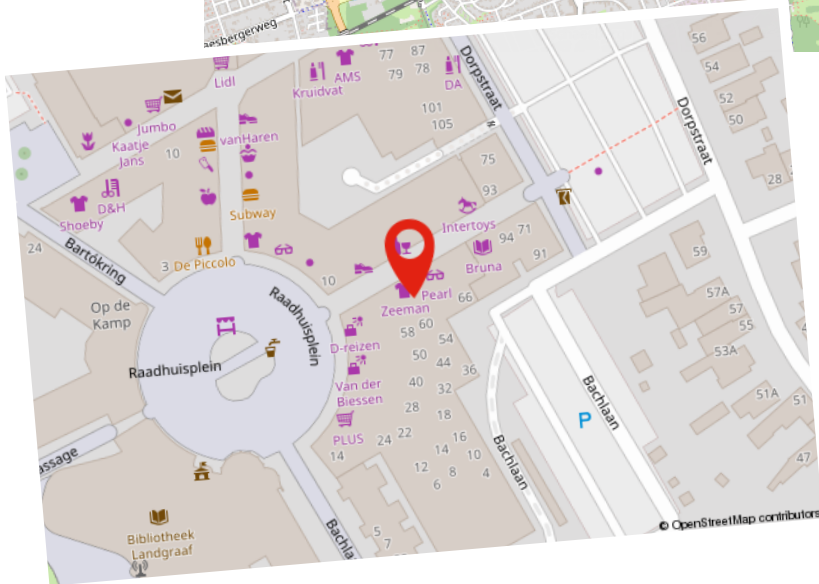 aesbergerweg
Dorpstraat
77
87
AMS
79
78
DA
Lidl
Kruidvat
101
105
Jumbo
Kaatje
Jans
vanHaren
10
75
93
D&H
Shoeby
Subway
Intertoys
94
71
91
Bruna
Bartókring
24
3
De Piccolo
10
Raadhuisplein
Pearl
66
Zeeman
Op de
Kamp
58
60
D-reizen
54
50
44
36
Raadhuisplein
Van der
Biessen
40
32
28
18
PLUS
24
22
14
14
16
10
12
8
4
6
assage
Bibliotheek
Landgraaf
Bachla
5
7
Bachlaan
Bachlaan
P
Dorpstraat
56
54
52
50
28
59
57A
57
55
53A
4
51A
51
47
© OpenStreetMap contributors